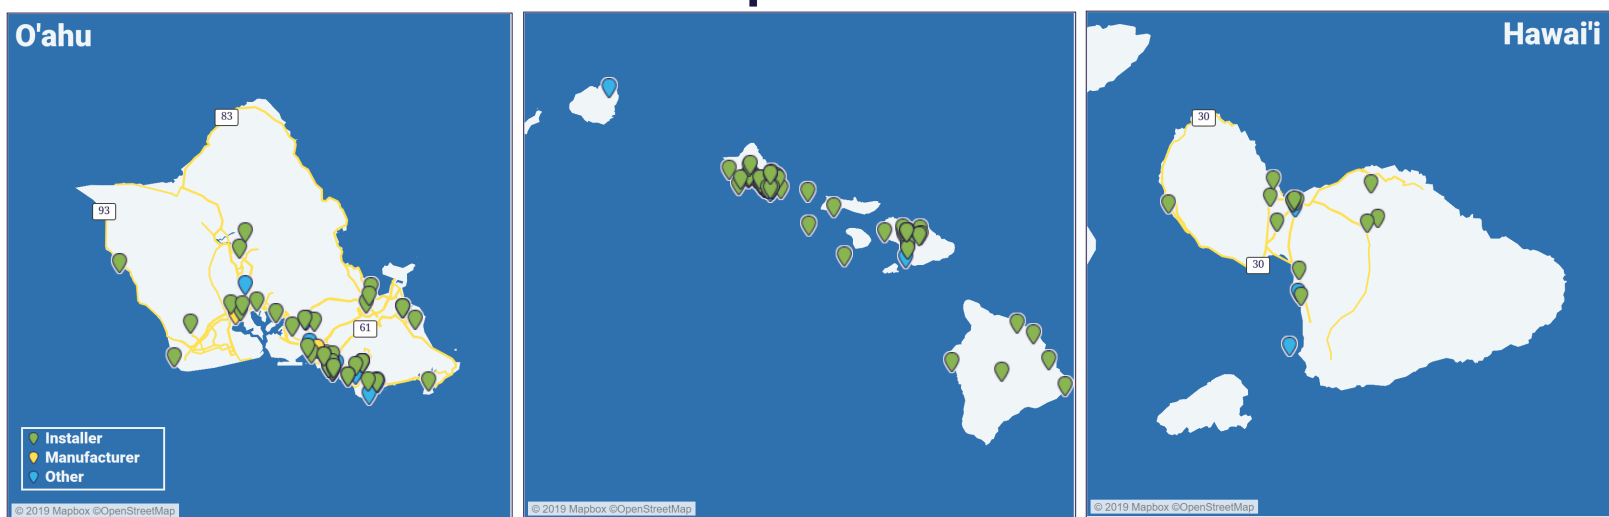 O'ahu
83
93
61
Installer
Manufacturer
Other
© 2019 Mapbox ©OpenStreetMap
© 2019 Mapbox ©OpenStreetMap
Hawai'i
30
30
© 2019 Mapbox ©OpenStreetMap